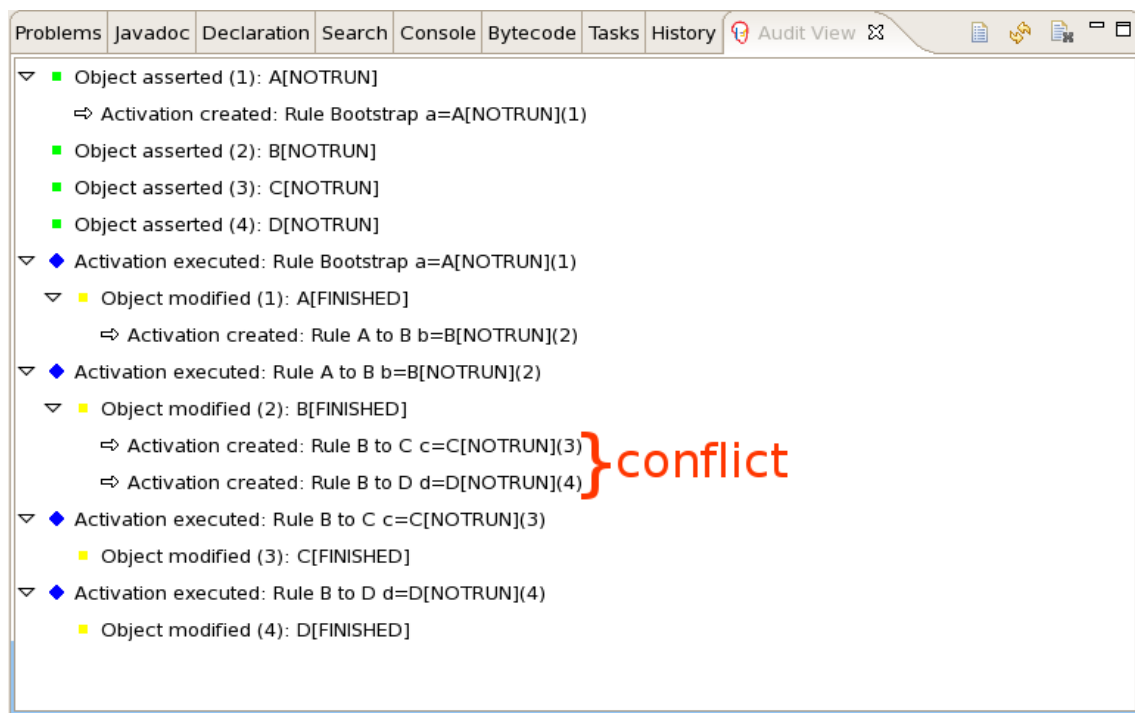 Problems Javadoc Declaration Search Console Bytecode Tasks History Audit View
Object asserted (1): A[NOTRUN]
Activation created: Rule Bootstrap a=A[NOTRUN](1)
Object asserted (2): B[NOTRUN]
Object asserted (3): C[NOTRUN]
Object asserted (4): D[NOTRUN]
Activation executed: Rule Bootstrap a=A[NOTRUN](1)
Object modified (1): A[FINISHED]
Activation created: Rule A to B b=B[NOTRUN](2)
Activation executed: Rule A to B b=B[NOTRUN](2)
Object modified (2): B[FINISHED]
Activation created: Rule B to C c=C[NOTRUN](3)
Activation created: Rule B to D d=D[NOTRUN](4)
} conflict
Activation executed: Rule B to C c=C[NOTRUN](3)
Object modified (3): C[FINISHED]
Activation executed: Rule B to D d=D[NOTRUN](4)
Object modified (4): D[FINISHED]